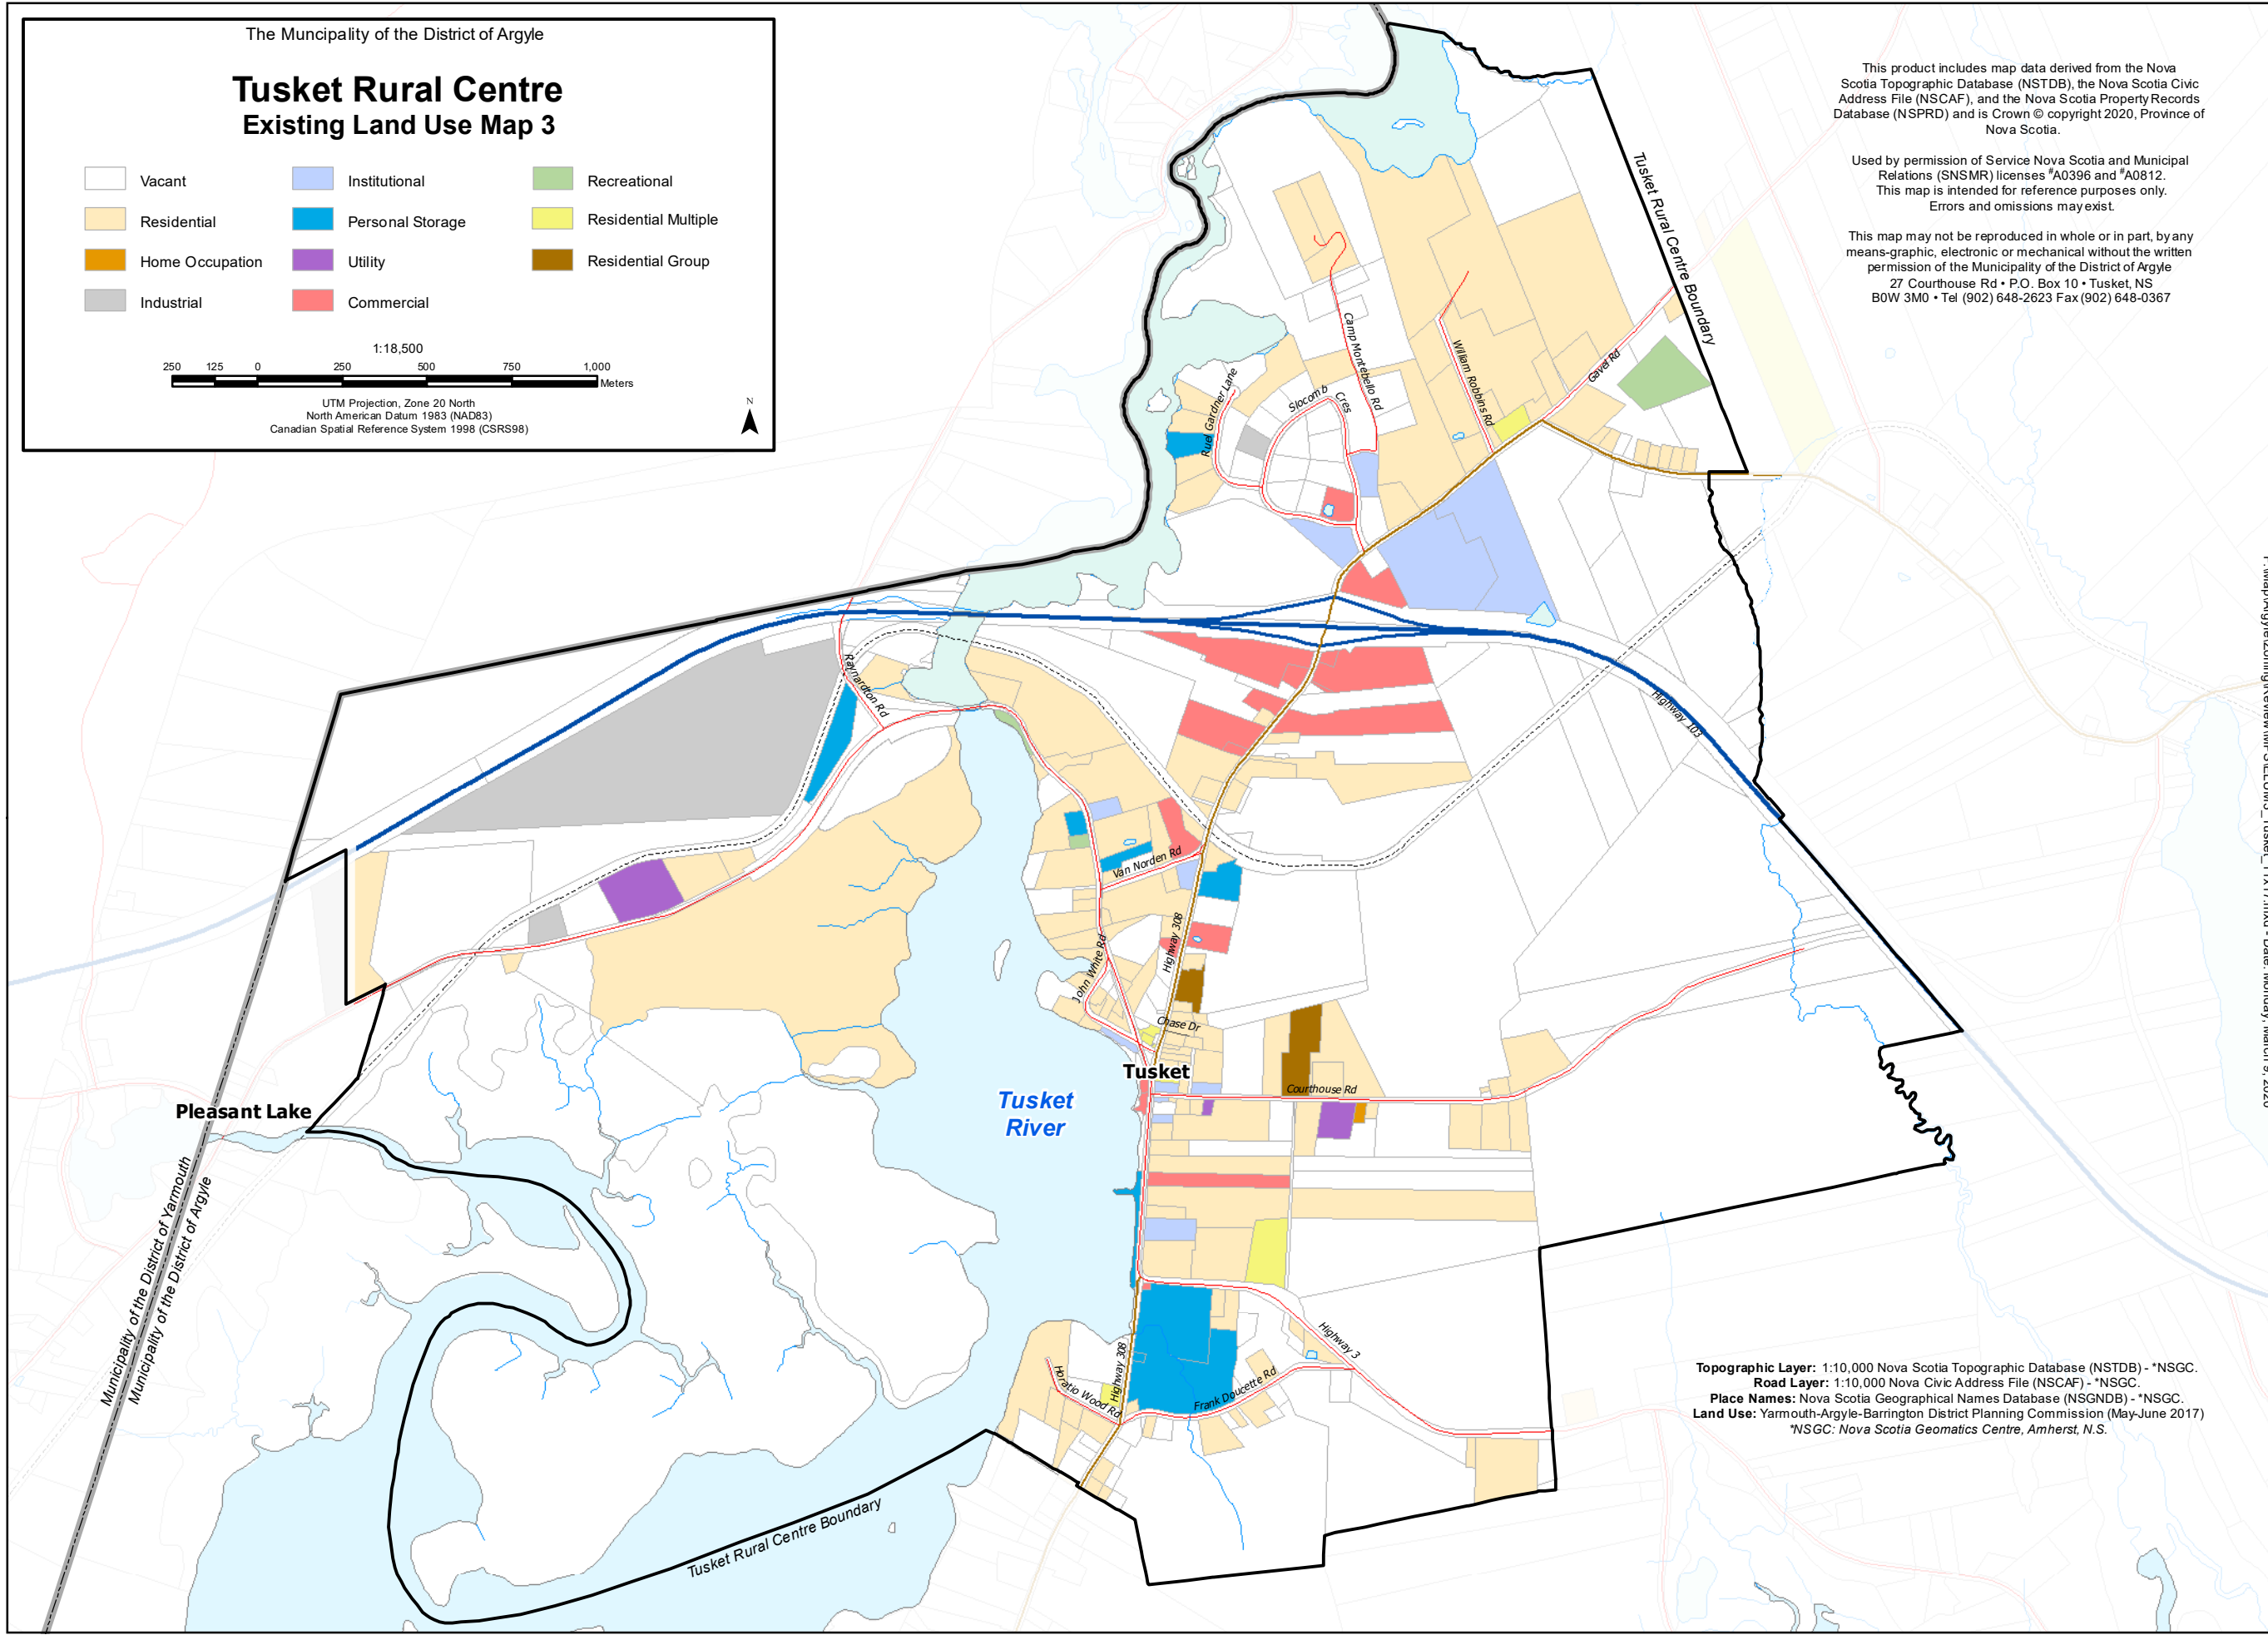 The Muncipality of the District of Argyle
Tusket Rural Centre
Existing Land Use Map 3
Vacant
Institutional
Recreational
Residential
Personal Storage
Residential Multiple
Home Occupation
Utility
Residential Group
Industrial
Commercial
1:18,500
250 125 0 250 500 750 1,000
Meters
UTM Projection, Zone 20 North
North American Datum 1983 (NAD83)
Canadian Spatial Reference System 1998 (CSRS98)
N
This product includes map data derived from the Nova
Scotia Topographic Database (NSTDB), the Nova Scotia Civic
Address File (NSCAF), and the Nova Scotia Property Records
Database (NSPRD) and is Crown © copyright 2020, Province of
Nova Scotia.
Used by permission of Service Nova Scotia and Municipal
Relations (SNSMR) licenses #A0396 and #A0812.
This map is intended for reference purposes only.
Errors and omissions may exist.
This map may not be reproduced in whole or in part, by any
means-graphic, electronic or mechanical without the written
permission of the Municipality of the District of Argyle
27 Courthouse Rd • P.O. Box 10 • Tusket, NS
B0W 3M0 • Tel (902) 648-2623 Fax (902) 648-0367
Tusket Rural Centre Boundary
Camp Montebello Rd
William Robbins Rd
Gavel Rd
Ruel Gardner Lane
Slocomb Cres
Raynardton Rd
Highway 103
Van Norden Rd
Highway 308
John White Rd
Chase Dr
Tusket
Courthouse Rd
Tusket
River
Pleasant Lake
Municipality of the District of Yarmouth
Municipality of the District of Argyle
Highway 3
Highway 308
Horatio Wood Rd
Frank Doucette Rd
Tusket Rural Centre Boundary
Topographic Layer: 1:10,000 Nova Scotia Topographic Database (NSTDB) - *NSGC.
Road Layer: 1:10,000 Nova Civic Address File (NSCAF) - *NSGC.
Place Names: Nova Scotia Geographical Names Database (NSGNDB) - *NSGC.
Land Use: Yarmouth-Argyle-Barrington District Planning Commission (May-June 2017)
*NSGC: Nova Scotia Geomatics Centre, Amherst, N.S.